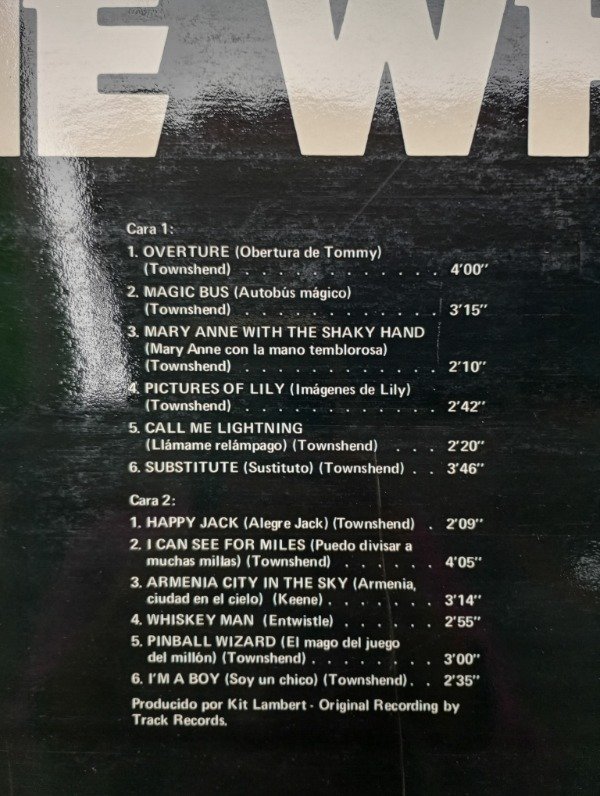 E WH
Cara 1:
1. OVERTURE (Obertura de Tommy)
(Townshend) . . . . . . . . . . . . . 4'00"
2. MAGIC BUS (Autobús mágico)
(Townshend) . . . . . . . . . . . . . 3'15"
3. MARY ANNE WITH THE SHAKY HAND
(Mary Anne con la mano temblorosa)
(Townshend) . . . . . . . . . . . . . 2'10"
4. PICTURES OF LILY (Imágenes de Lily)
(Townshend) . . . . . . . . . . . . . 2'42"
5. CALL ME LIGHTNING
(Llámame relámpago) (Townshend) . . . 2'20"
6. SUBSTITUTE (Sustituto) (Townshend) . . 3'46"
Cara 2:
1. HAPPY JACK (Alegre Jack) (Townshend) . 2'09"
2. I CAN SEE FOR MILES (Puedo divisar a
muchas millas) (Townshend) . . . . . . 4'05"
3. ARMENIA CITY IN THE SKY (Armenia,
ciudad en el cielo) (Keene) . . . . . . . 3'14"
4. WHISKEY MAN (Entwistle) . . . . . . 2'55"
5. PINBALL WIZARD (El mago del juego
del millón) (Townshend) . . . . . . . . 3'00"
6. I'M A BOY (Soy un chico) (Townshend) . . 2'35"
Producido por Kit Lambert - Original Recording by
Track Records.